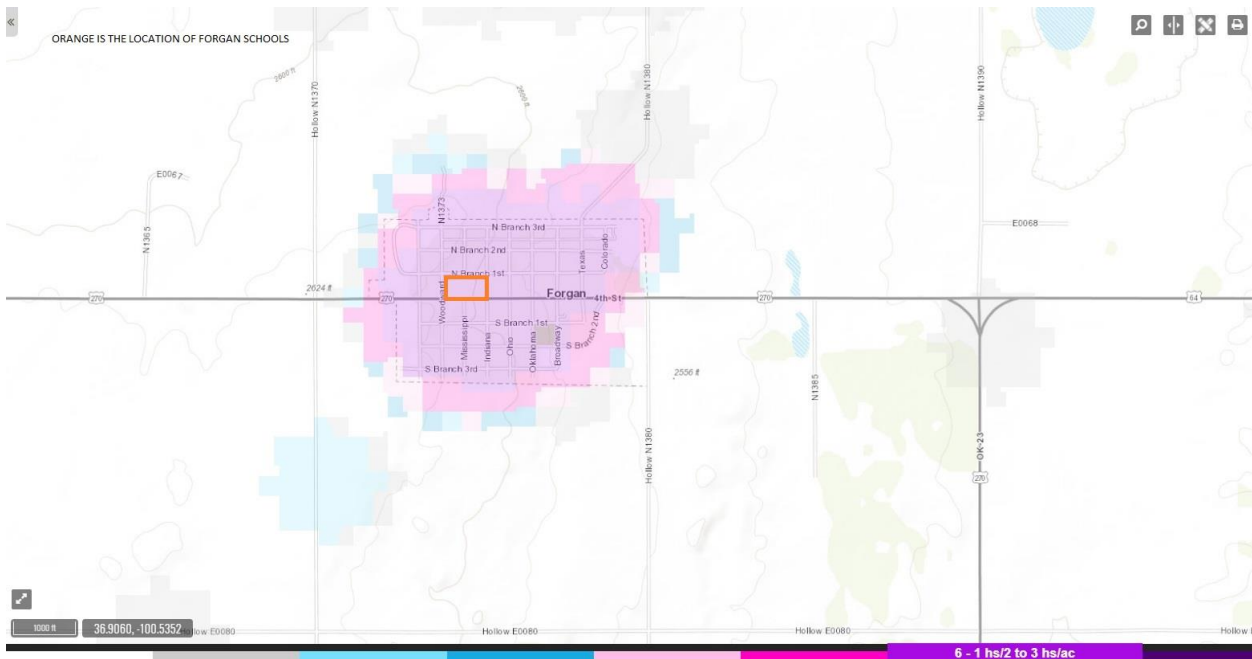 «
ORANGE IS THE LOCATION OF FORGAN SCHOOLS
2600 ft
2600 ft
Hollow N1370
Hollow N1380
Hollow N1390
E0067
N1365
N1373
E0068
N Branch 3rd
N Branch 2nd
N Branch 1st
Texas
Colorado
2624 ft
270
270
Forgan
4th St
270
64
Woodward
Mississippi
Indiana
Ohio
Oklahoma
Broadway
S Branch 1st
S Branch 2nd
S Branch 3rd
2556 ft
N1385
Hollow N1380
OK-23
270
1000 ft
36.9060, -100.5352
low E0080
Hollow E0080
Hollow E0080
Hollow
6 - 1 hs/2 to 3 hs/ac